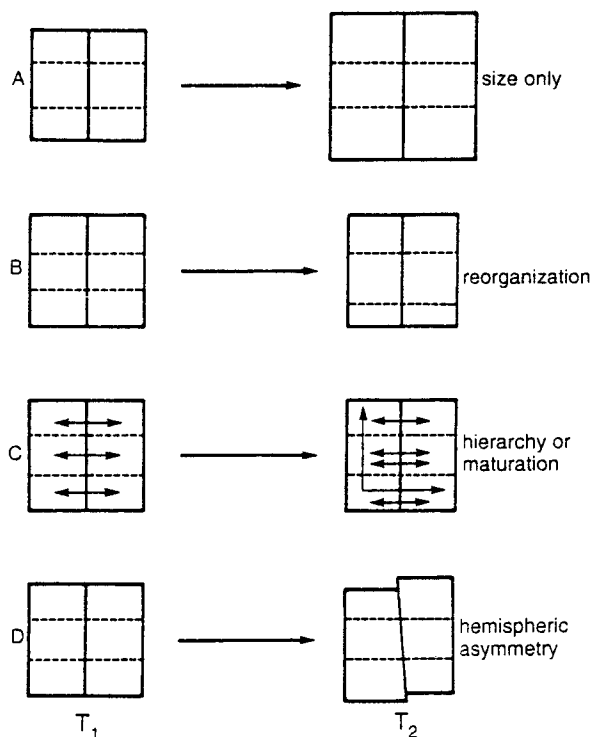 A
size only
B
reorganization
C
hierarchy or
maturation
D
hemispheric
asymmetry
T1
T2